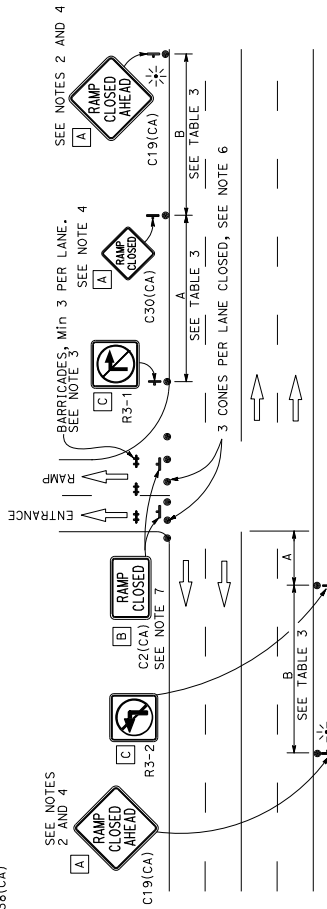 58(CA)
SEE NOTES
2 AND 4
A
RAMP
CLOSED
AHEAD
C19(CA)
C
R3-2
B
RAMP
CLOSED
C2(CA)
SEE NOTE 7
ENTRANCE
RAMP
BARRICADES, Min 3 PER LANE.
SEE NOTE 3
C
R3-1
SEE NOTE 4
A
RAMP
CLOSED
C30(CA)
SEE NOTES 2 AND 4
A
RAMP
CLOSED
AHEAD
C19(CA)
A
SEE TABLE 3
B
SEE TABLE 3
3 CONES PER LANE CLOSED, SEE NOTE 6
A
B
SEE TABLE 3